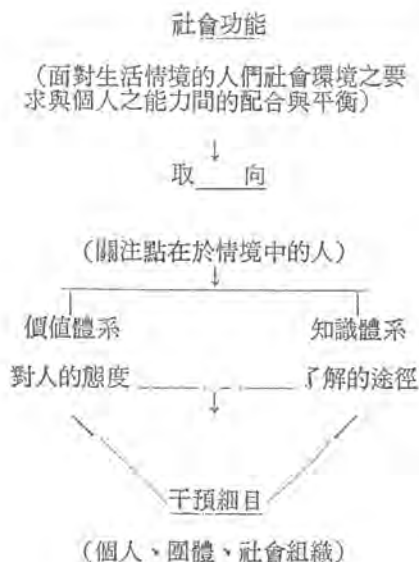 社會功能
（面對生活情境的人們社會環境之要
求與個人之能力間的配合與平衡）
取 向
（關注點在於情境中的人）
價值體系 知識體系
對人的態度 了解的途徑
干預細目
（個人、團體、社會組織）